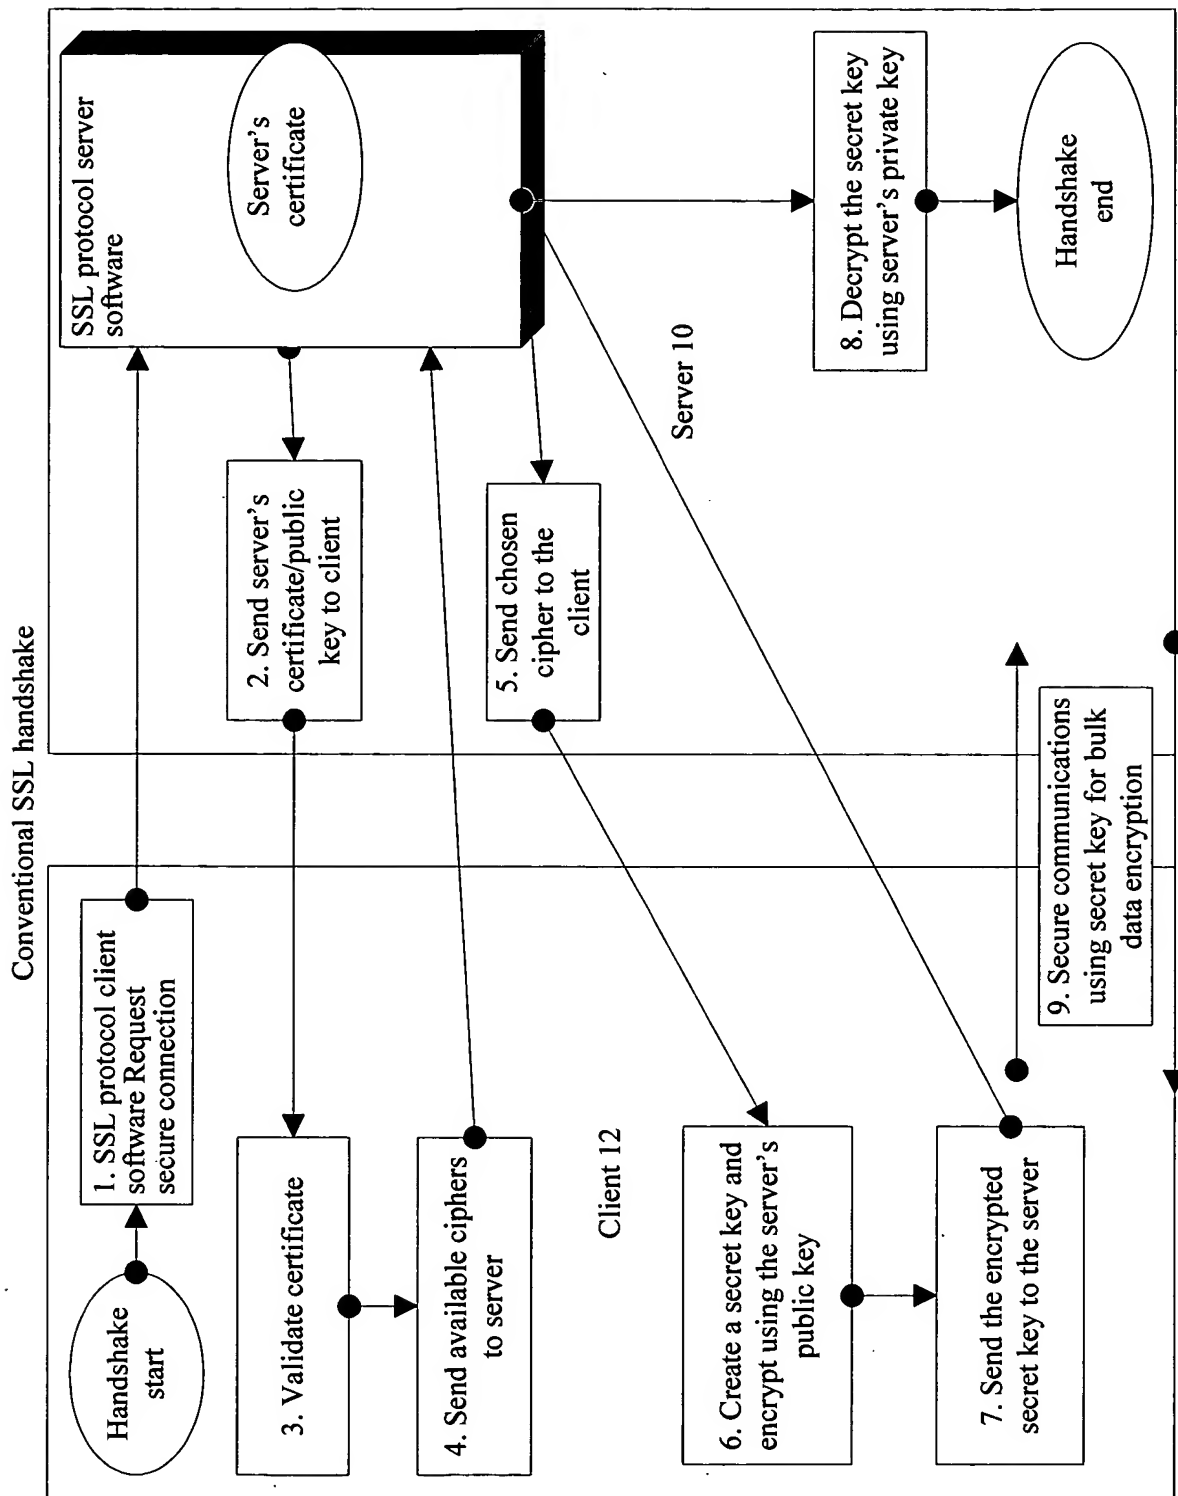 Conventional SSL handshake
Handshake
start
1. SSL protocol client
software Request
secure connection
SSL protocol server
software
Server's
certificate
2. Send server's
certificate/public
key to client
3. Validate certificate
4. Send available ciphers
to server
5. Send chosen
cipher to the
client
Client 12
Server 10
6. Create a secret key and
encrypt using the server's
public key
7. Send the encrypted
secret key to the server
8. Decrypt the secret key
using server's private key
Handshake
end
9. Secure communications
using secret key for bulk
data encryption